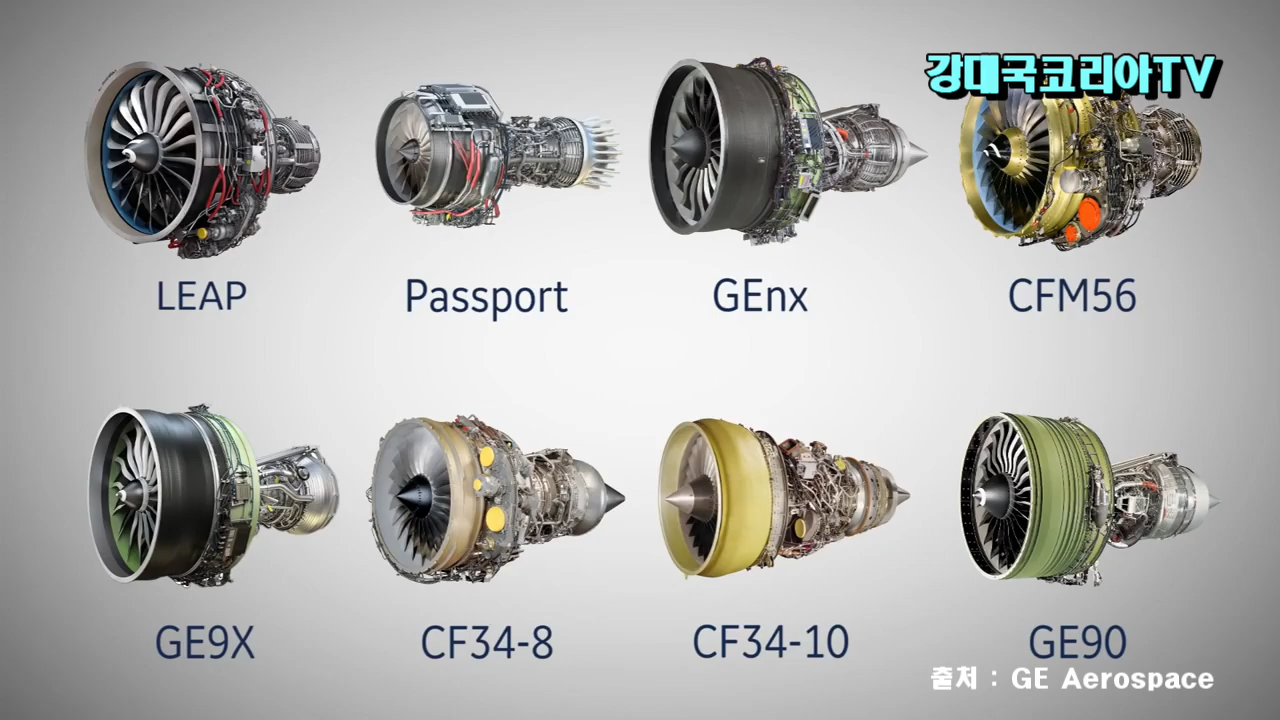 강대국코리아TV
LEAP
Passport
GEnx
CFM56
GE9X
CF34-8
CF34-10
GE90
출처 : GE Aerospace